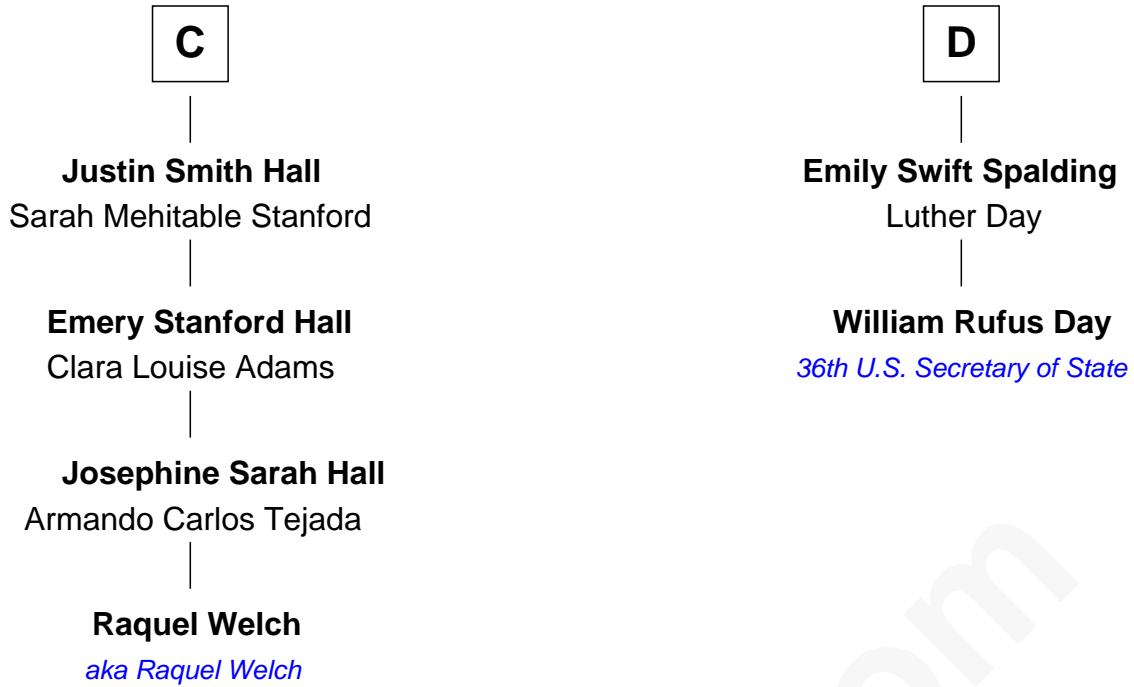 C
Justin Smith Hall
Sarah Mehitable Stanford
Emery Stanford Hall
Clara Louise Adams
Josephine Sarah Hall
Armando Carlos Tejada
Raquel Welch
aka Raquel Welch
D
Emily Swift Spalding
Luther Day
William Rufus Day
36th U.S. Secretary of State
om